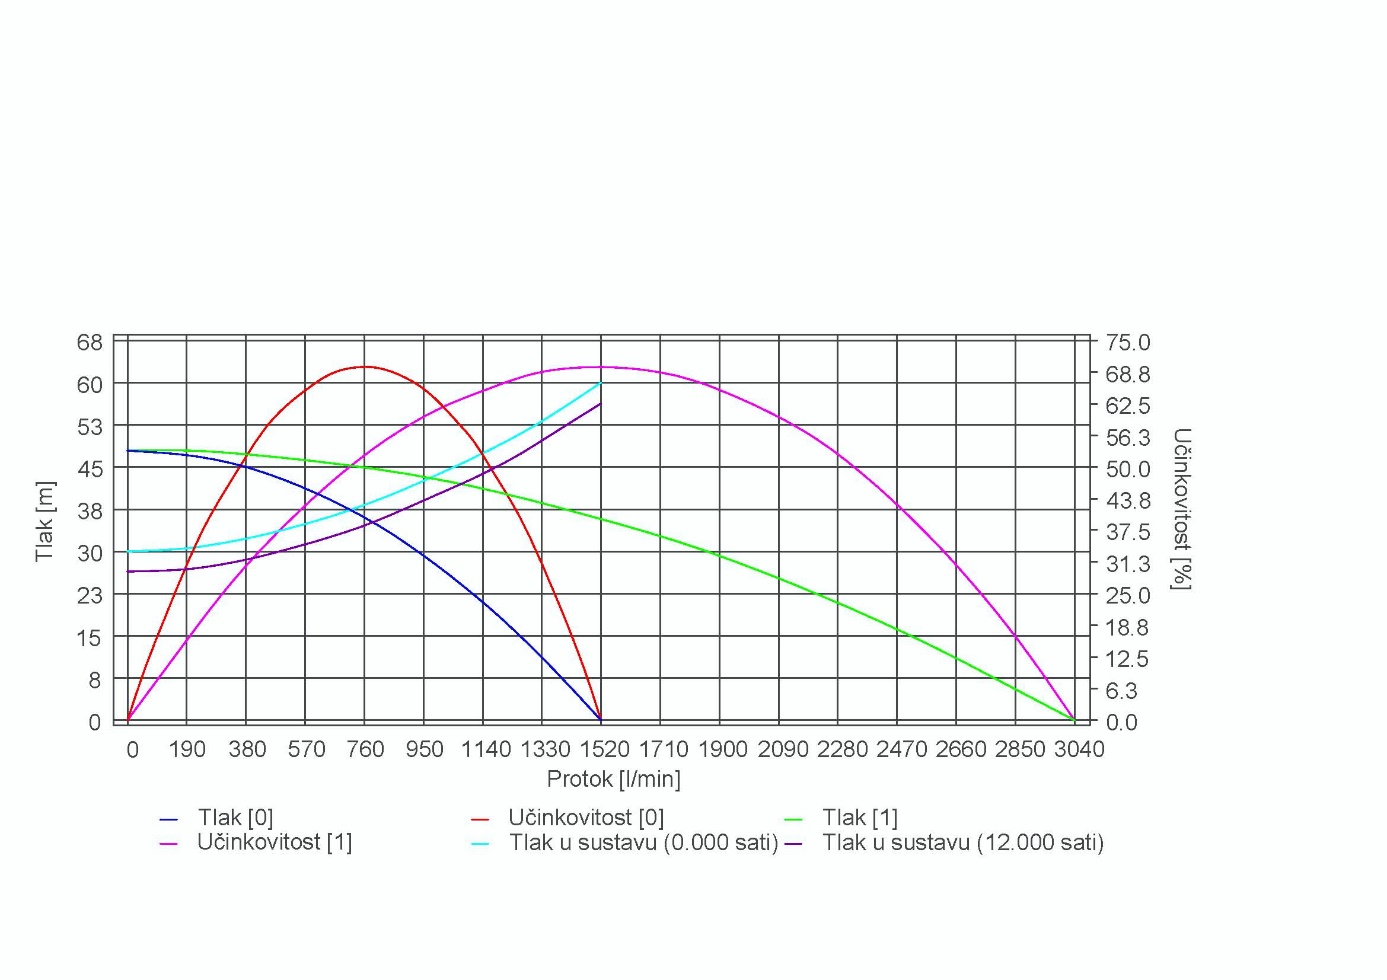 68 75.0
60 68.8
53 62.5
45 56.3
38 50.0
30 43.8
23 37.5
15 31.3
8 25.0
0 18.8
12.5
6.3
0.0
Tlak [m]
Učinkovitost [%]
0 190 380 570 760 950 1140 1330 1520 1710 1900 2090 2280 2470 2660 2850 3040
Protok [l/min]
Tlak [0] Učinkovitost [0] Tlak [1]
Učinkovitost [1] Tlak u sustavu (0.000 sati) Tlak u sustavu (12.000 sati)